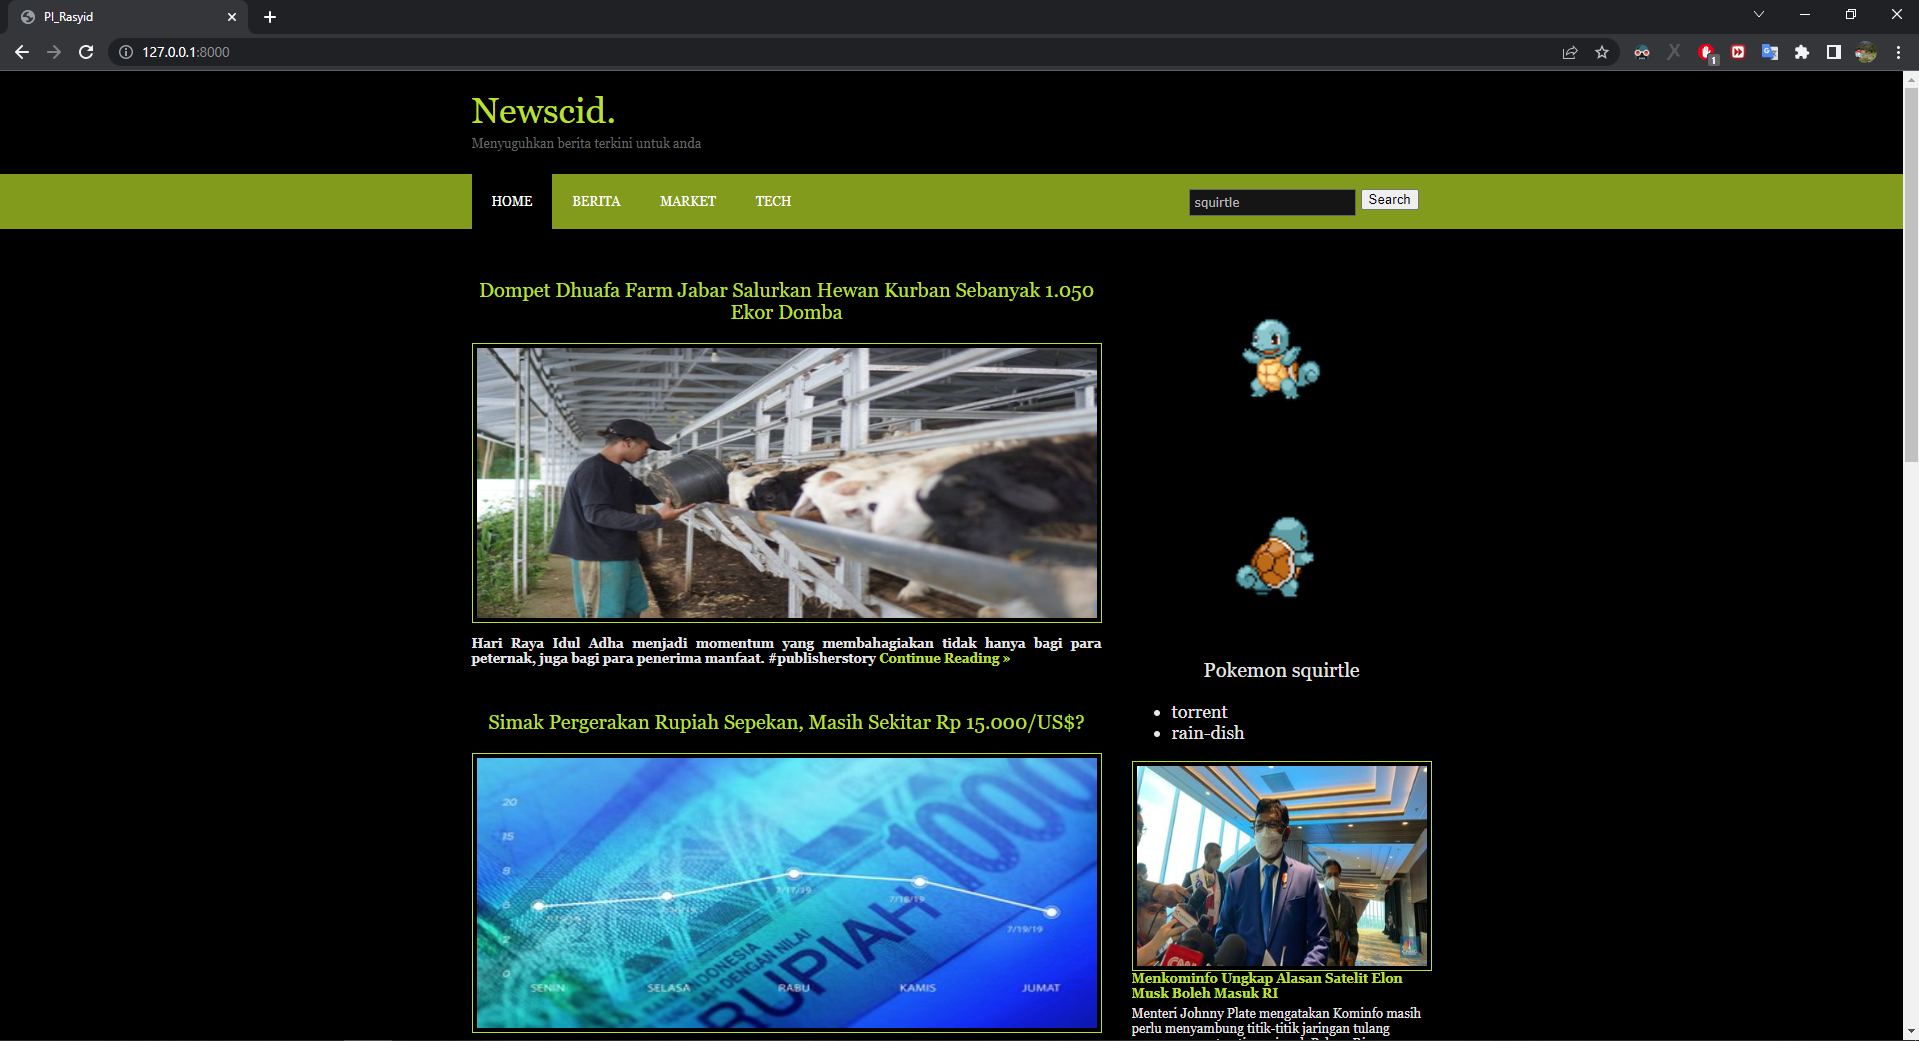 PI_Rasyid
127.0.0.1:8000
1
Newscid.
Menyuguhkan berita terkini untuk anda
HOME
BERITA
MARKET
TECH
squirtle
Search
Dompet Dhuafa Farm Jabar Salurkan Hewan Kurban Sebanyak 1.050
Ekor Domba
Hari Raya Idul Adha menjadi momentum yang membahagiakan tidak hanya bagi para
peternak, juga bagi para penerima manfaat. #publisherstory Continue Reading »
Simak Pergerakan Rupiah Sepekan, Masih Sekitar Rp 15.000/US$?
20
15
1000
7/17/19
7/18/19
7/19/19
INDONESIA
DENGAN NILAI
RUPIAH
SENIN
SELASA
RABU
KAMIS
JUMAT
Pokemon squirtle
torrent
rain-dish
CNN
Menkominfo Ungkap Alasan Satelit Elon
Musk Boleh Masuk RI
Menteri Johnny Plate mengatakan Kominfo masih
perlu menyambung titik-titik jaringan tulang